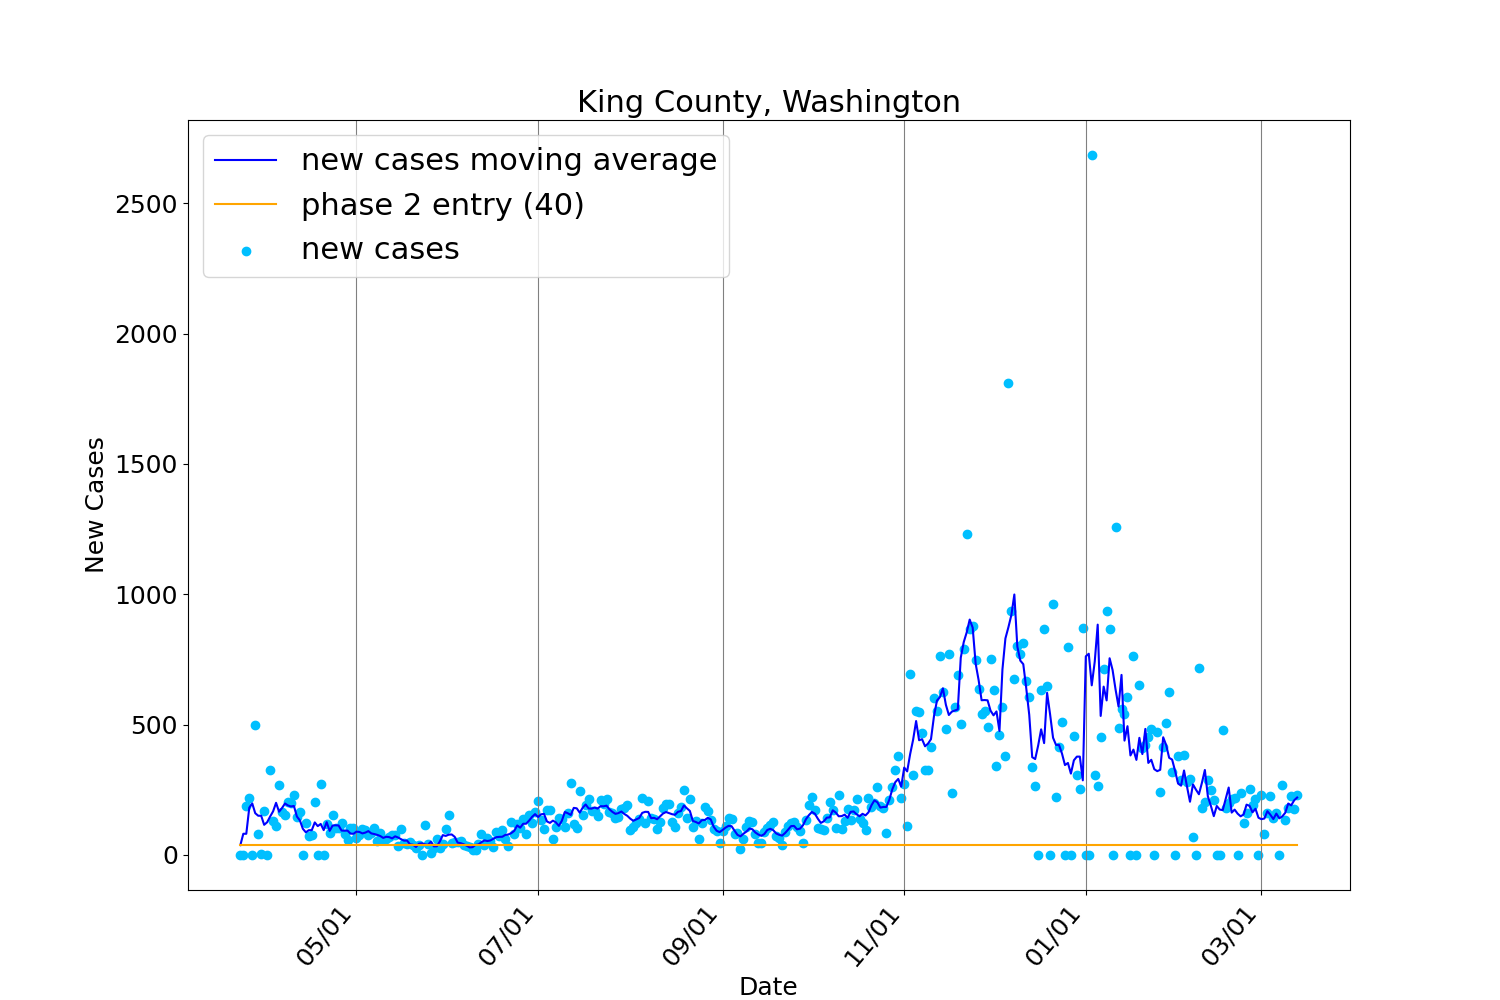 King County, Washington
new cases moving average
phase 2 entry (40)
new cases
2500
2000
1500
1000
500
0
New Cases
05/01
07/01
09/01
11/01
01/01
03/01
Date